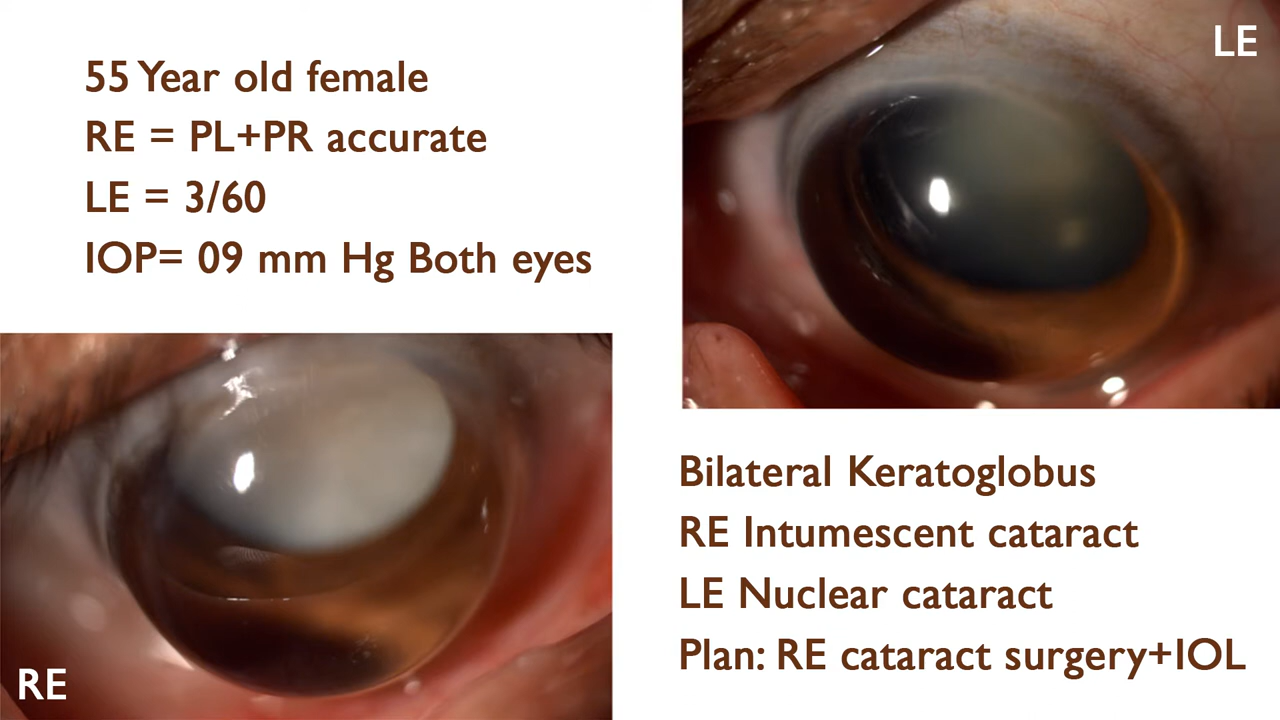 55 Year old female
RE = PL+PR accurate
LE = 3/60
IOP= 09 mm Hg Both eyes
LE
RE
Bilateral Keratoglobus
RE Intumescent cataract
LE Nuclear cataract
Plan: RE cataract surgery+IOL